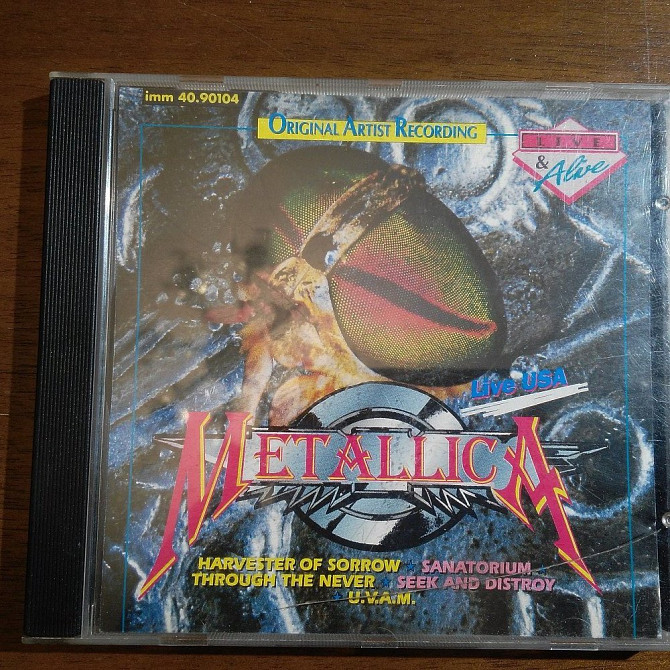 imm 40.90104
ORIGINAL ARTIST RECORDING
LIVE
& Alive
Live USA
METALLICA
HARVESTER OF SORROW ★ SANATORIUM
THROUGH THE NEVER ★ SEEK AND DISTROY
★ U.V.A.M.